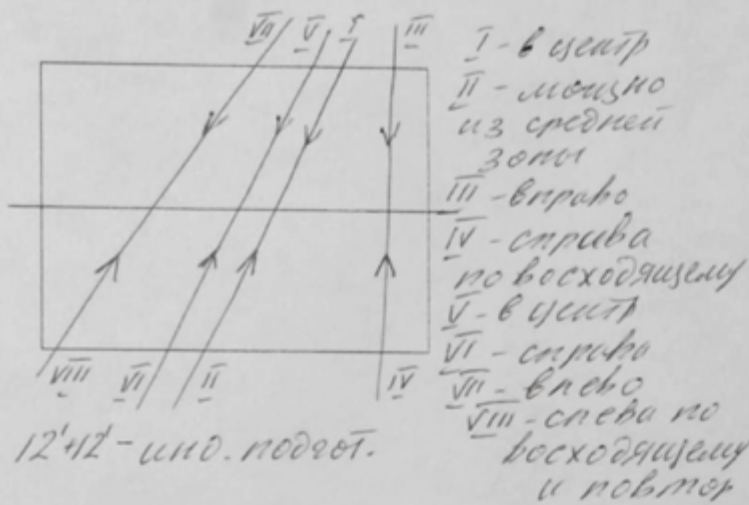 VII V I III
I - в центр
II - мощно
из средней
зоны
III - вправо
IV - справа
по восходящему
V - в центр
VI - справа
VII - влево
VIII - слева по
восходящему
и повтор
VIII VI II IV
12'+12' - инд. подгот.